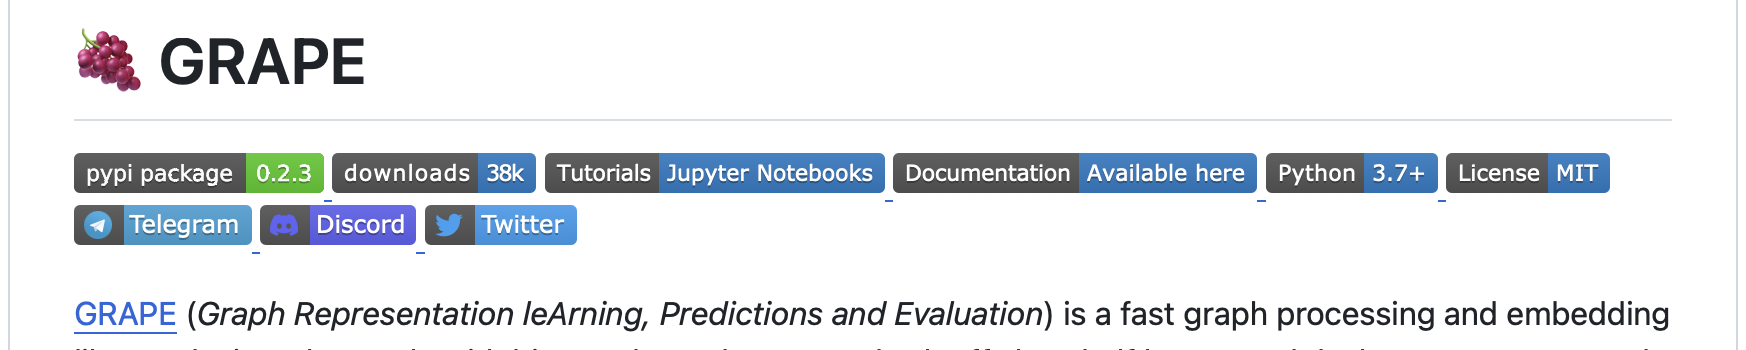 GRAPE
pypi package 0.2.3 downloads 38k Tutorials Jupyter Notebooks Documentation Available here Python 3.7+ License MIT
Telegram Discord Twitter
GRAPE (Graph Representation leArning, Predictions and Evaluation) is a fast graph processing and embedding